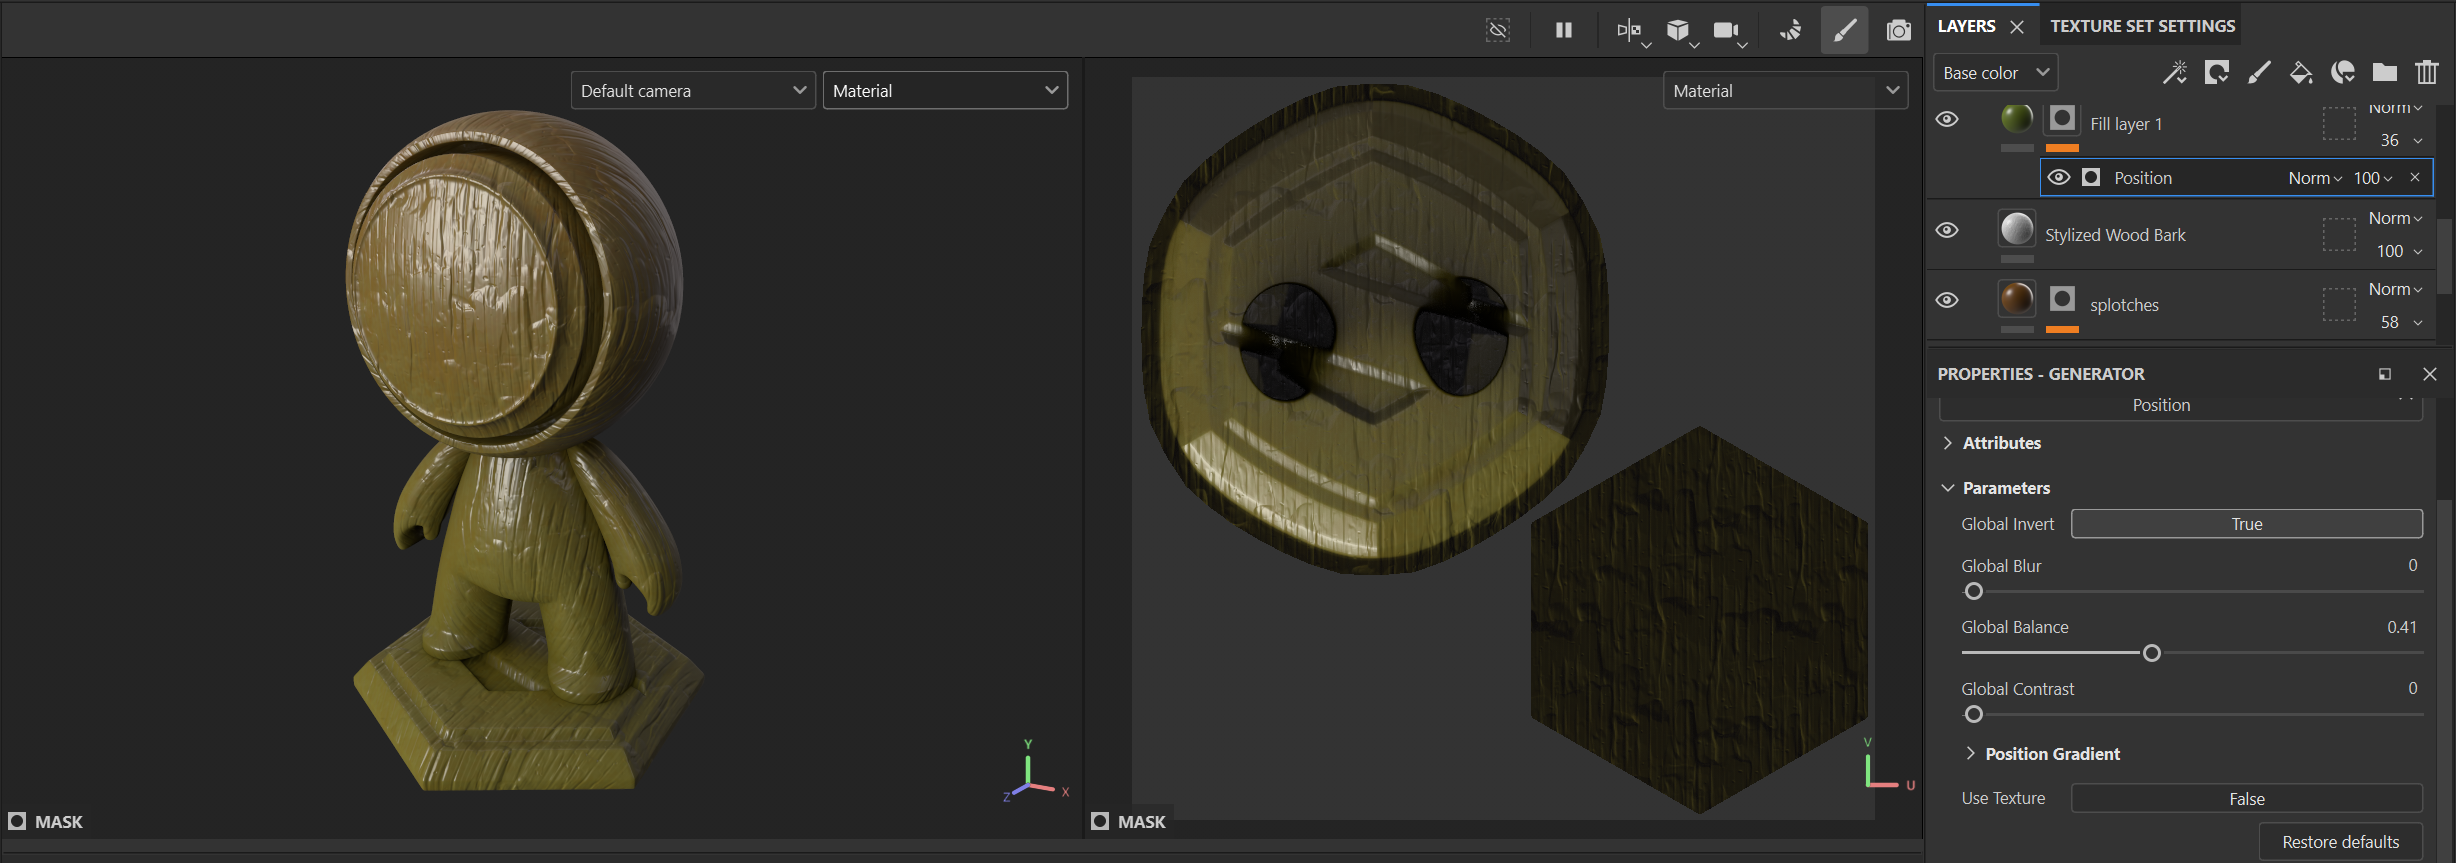 LAYERS
TEXTURE SET SETTINGS
Base color
Default camera
Material
Material
Norm
Fill layer 1
36
Position
Norm
100
Norm
Stylized Wood Bark
100
Norm
splotches
58
PROPERTIES - GENERATOR
Position
Attributes
Parameters
Global Invert
True
Global Blur
0
Global Balance
0.41
Global Contrast
0
Position Gradient
Use Texture
False
Restore defaults
Y
Z
X
V
U
MASK
MASK